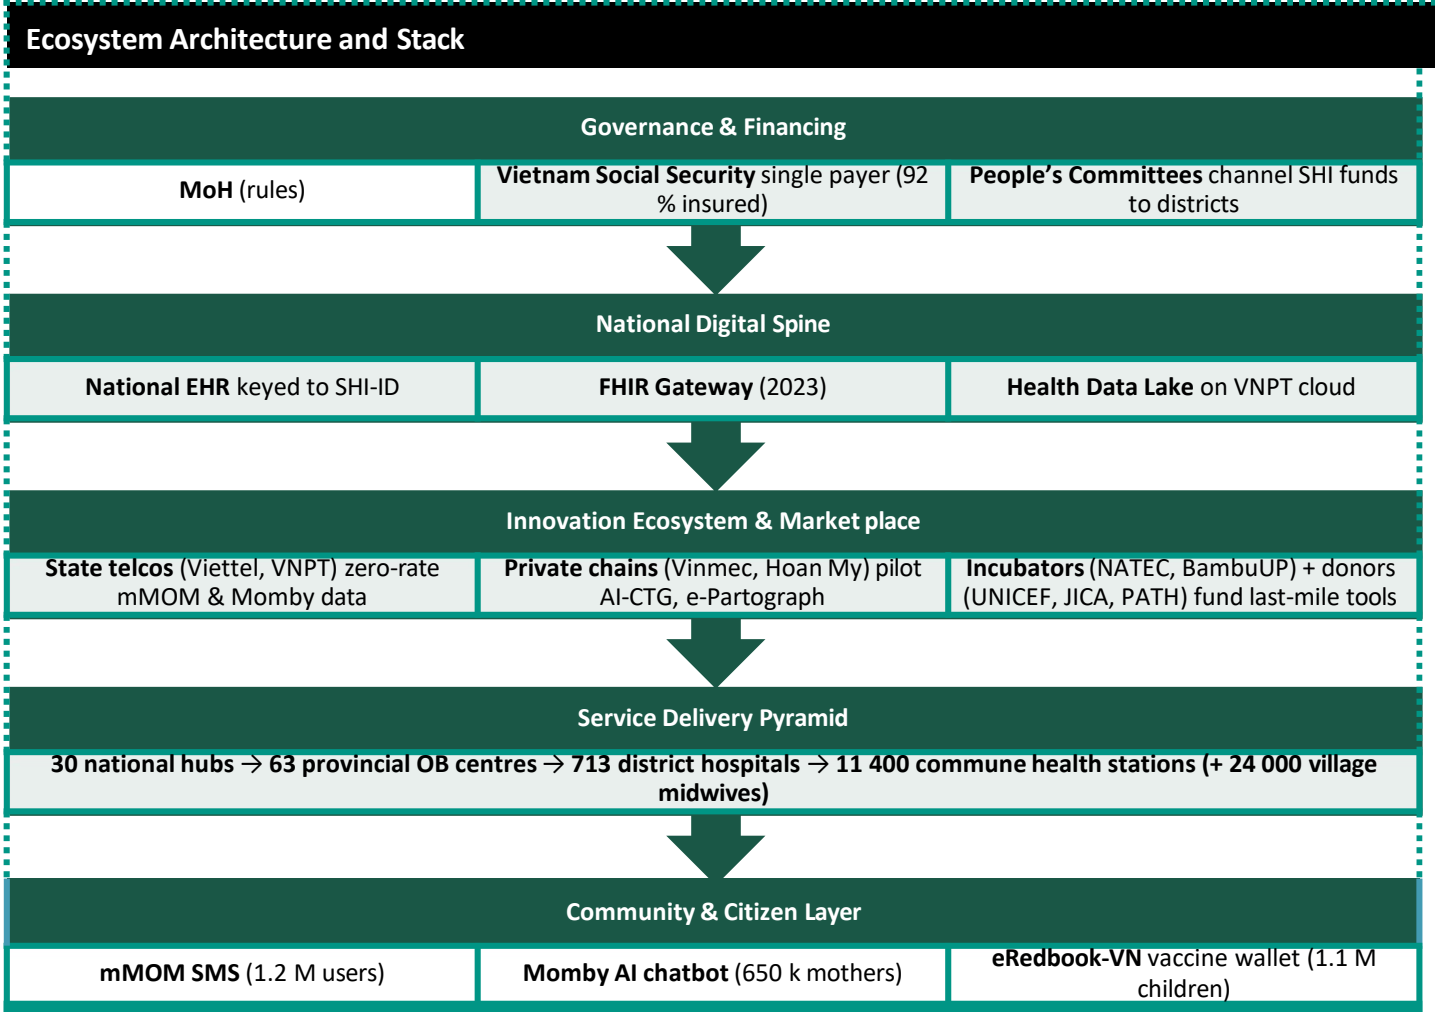 Ecosystem Architecture and Stack
Governance & Financing
MoH (rules)
Vietnam Social Security single payer (92
% insured)
People's Committees channel SHI funds
to districts
National Digital Spine
National EHR keyed to SHI-ID
FHIR Gateway (2023)
Health Data Lake on VNPT cloud
Innovation Ecosystem & Market place
State telcos (Viettel, VNPT) zero-rate
mMOM & Momby data
Private chains (Vinmec, Hoan My) pilot
AI-CTG, e-Partograph
Incubators (NATEC, BambuUP) + donors
(UNICEF, JICA, PATH) fund last-mile tools
Service Delivery Pyramid
30 national hubs → 63 provincial OB centres → 713 district hospitals → 11 400 commune health stations (+ 24 000 village
midwives)
Community & Citizen Layer
mMOM SMS (1.2 M users)
Momby AI chatbot (650 k mothers)
eRedbook-VN vaccine wallet (1.1 M
children)